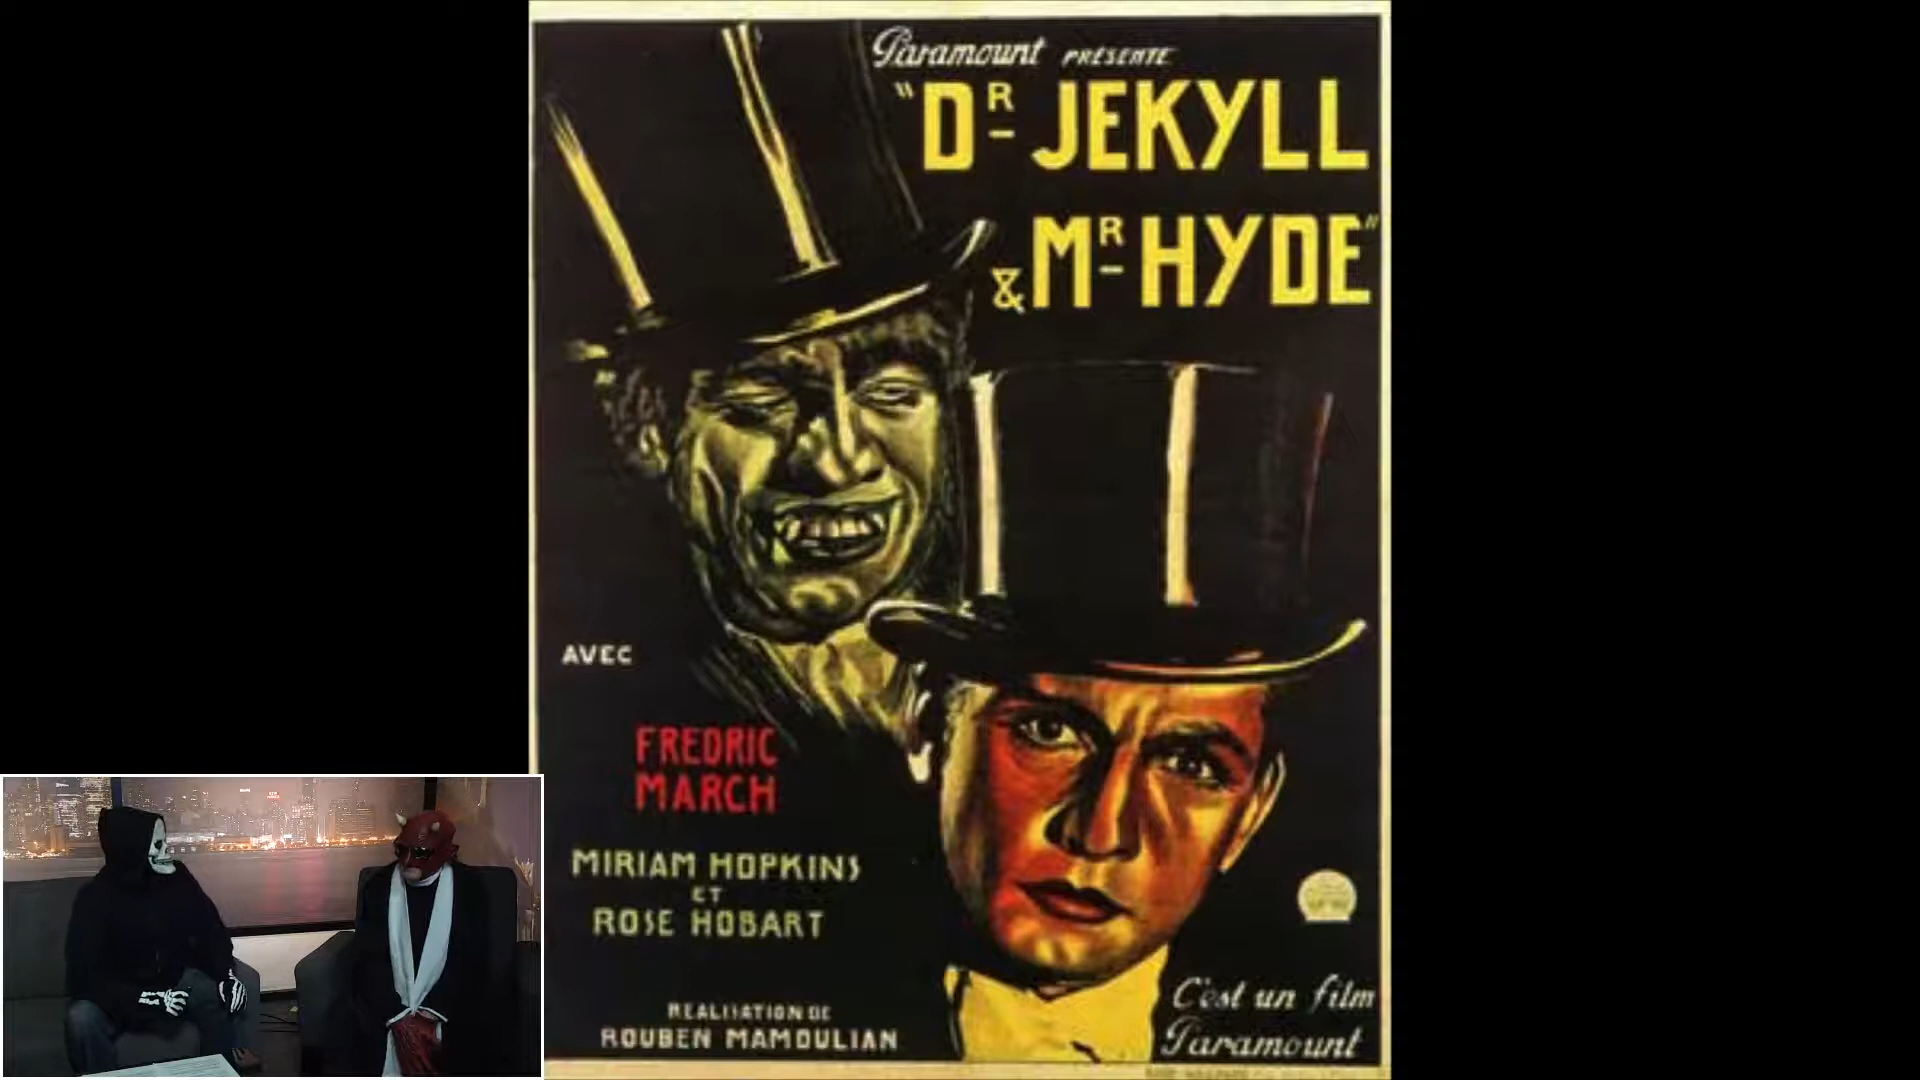 Paramount PRÉSENTE
"DR JEKYLL
& MR HYDE"
AVEC
FREDRIC
MARCH
MIRIAM HOPKINS
ET
ROSE HOBART
REALISATION DE
ROUBEN MAMOULIAN
C'est un film
Paramount